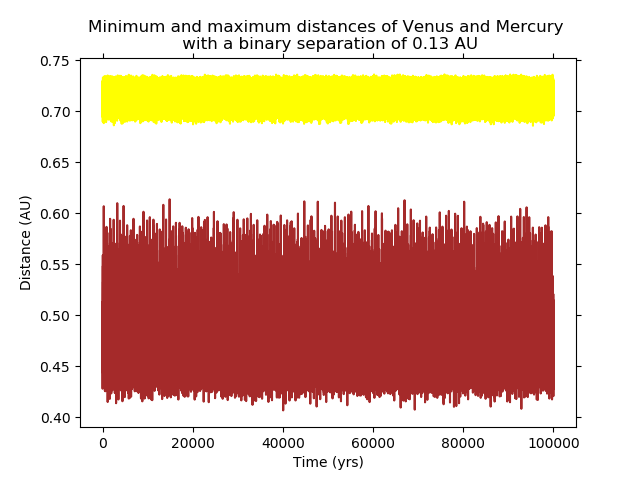 Minimum and maximum distances of Venus and Mercury
with a binary separation of 0.13 AU
0.75
0.70
0.65
0.60
0.55
0.50
0.45
0.40
Distance (AU)
0 20000 40000 60000 80000 100000
Time (yrs)